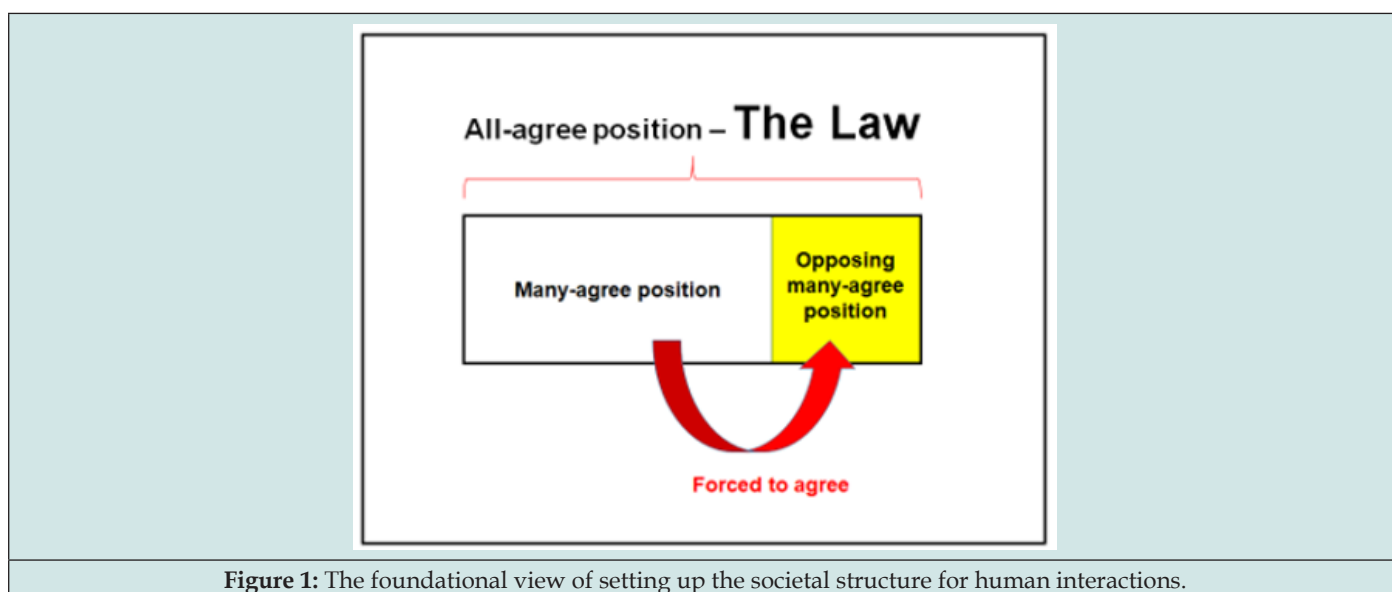 All-agree position – The Law
Many-agree position
Opposing
many-agree
position
Forced to agree
Figure 1: The foundational view of setting up the societal structure for human interactions.